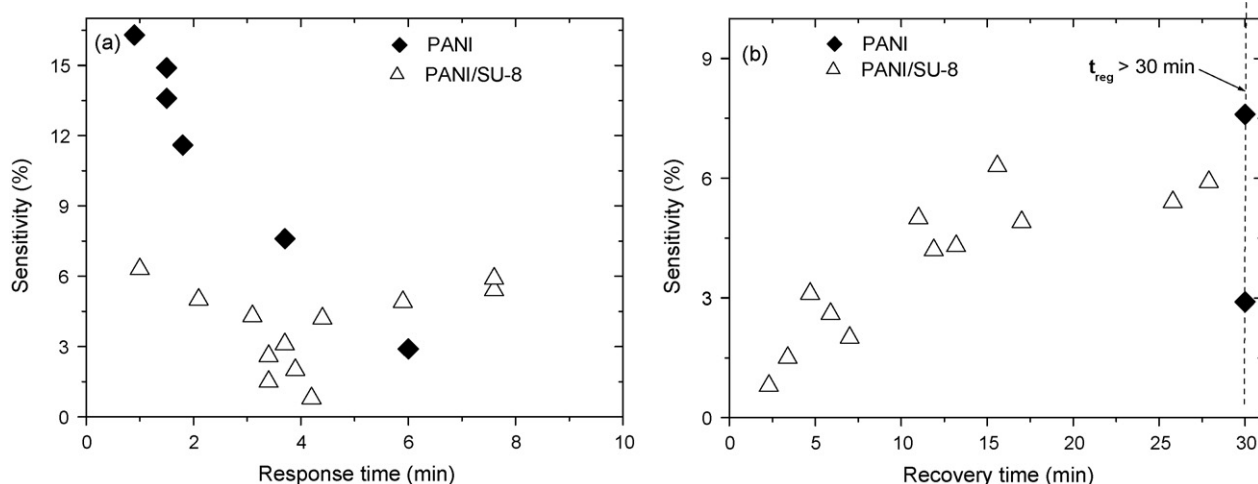 (a)
PANI
PANI/SU-8
Sensitivity (%)
15
12
9
6
3
0
0 2 4 6 8 10
Response time (min)
(b)
PANI
PANI/SU-8
t_reg > 30 min
Sensitivity (%)
9
6
3
0
0 5 10 15 20 25 30
Recovery time (min)